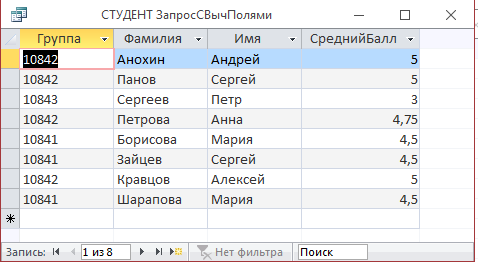 СТУДЕНТ ЗапросСВычПолями
Группа Фамилия Имя СреднийБалл
10842 Анохин Андрей 5
10842 Панов Сергей 5
10843 Сергеев Петр 3
10842 Петрова Анна 4,75
10841 Борисова Мария 4,5
10841 Зайцев Сергей 4,5
10842 Кравцов Алексей 5
10841 Шарапова Мария 4,5
Запись: 1 из 8 Нет фильтра Поиск